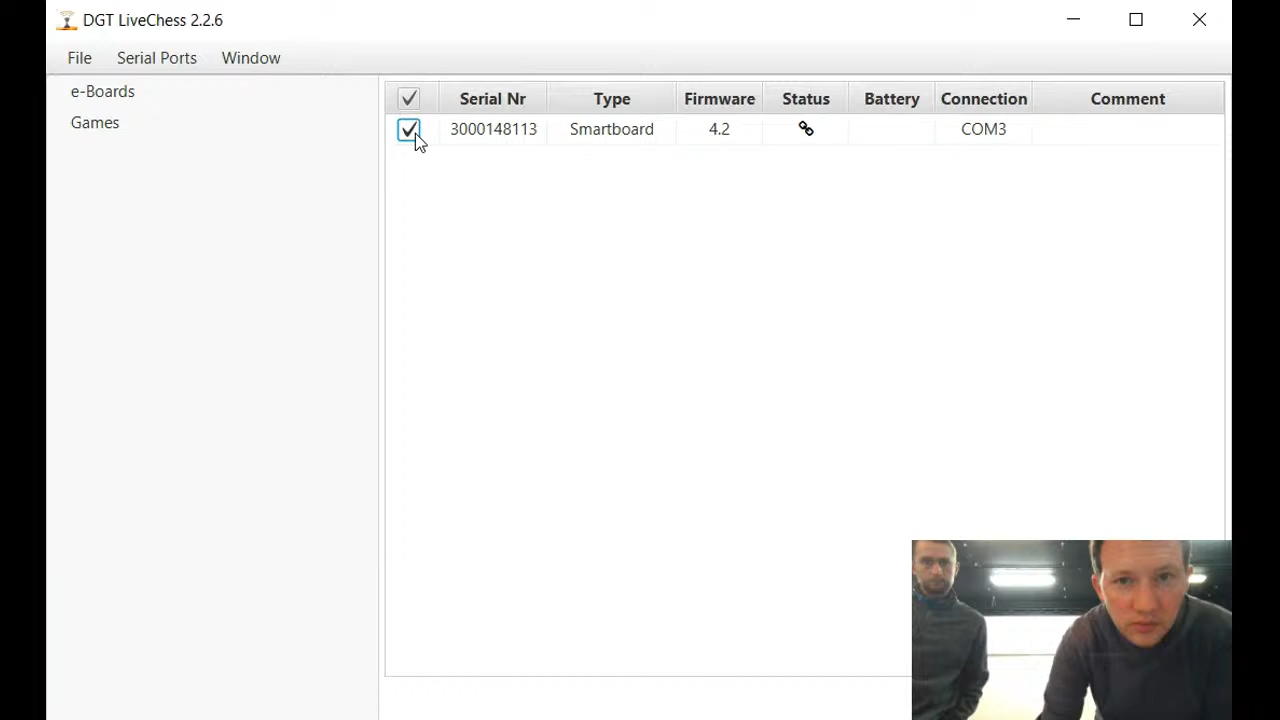 DGT LiveChess 2.2.6
File Serial Ports Window
e-Boards
Games
Serial Nr Type Firmware Status Battery Connection Comment
3000148113 Smartboard 4.2 COM3